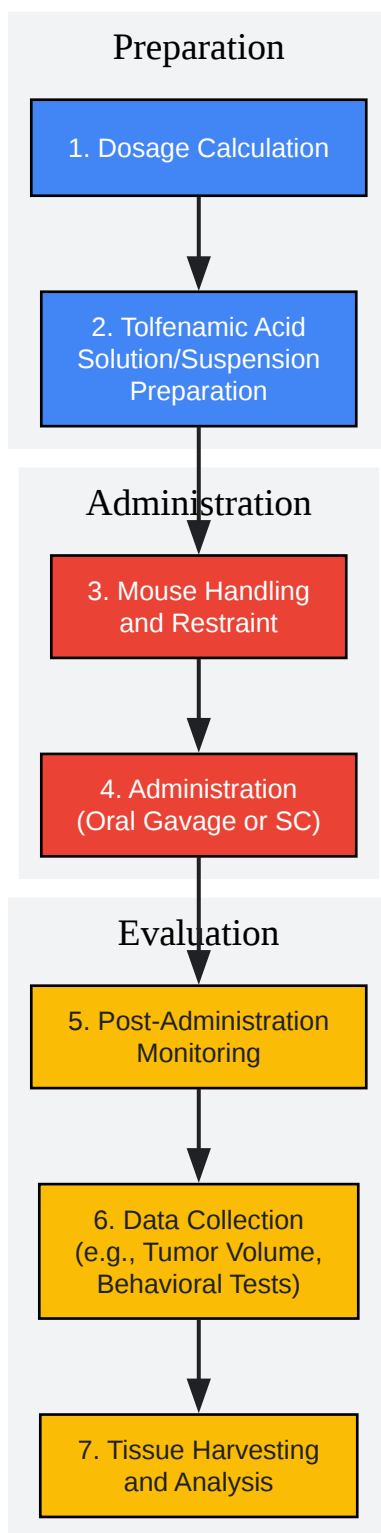 Preparation
1. Dosage Calculation
2. Tolfenamic Acid
Solution/Suspension
Preparation
Administration
3. Mouse Handling
and Restraint
4. Administration
(Oral Gavage or SC)
Evaluation
5. Post-Administration
Monitoring
6. Data Collection
(e.g., Tumor Volume,
Behavioral Tests)
7. Tissue Harvesting
and Analysis